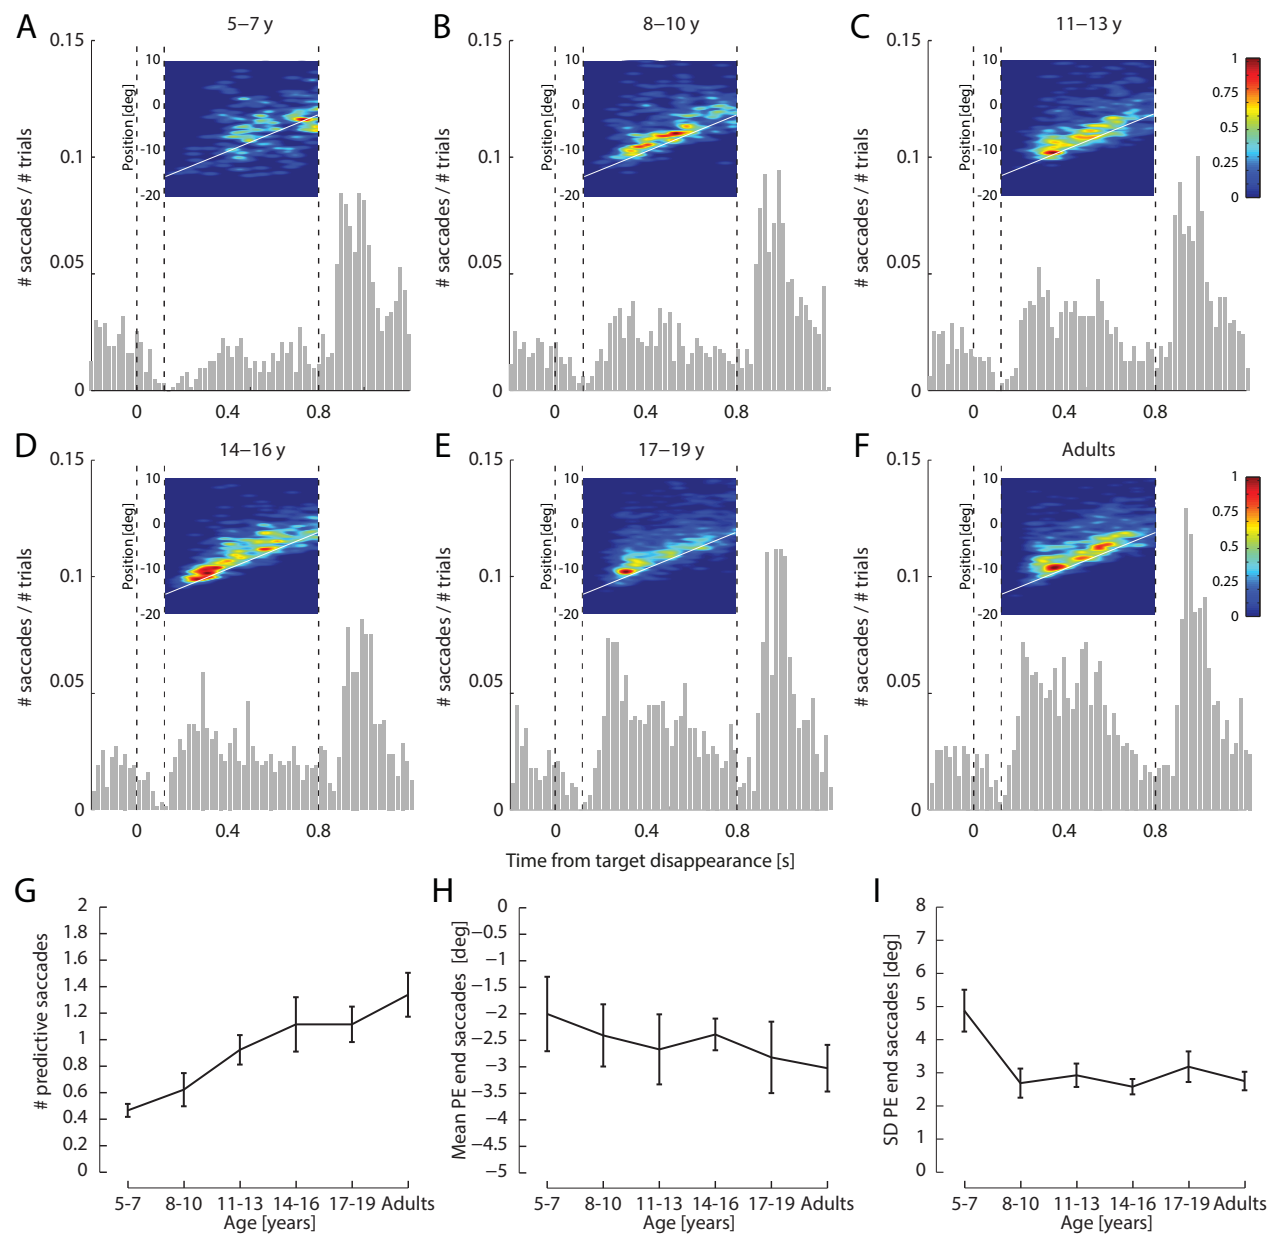 A
5–7 y
B
8–10 y
C
11–13 y
0.15
0.1
0.05
0
# saccades / # trials
10
0
-10
-20
Position [deg]
0
0.4
0.8
# saccades / # trials
10
0
-10
-20
Position [deg]
0.15
0.1
0.05
0
0
0.4
0.8
# saccades / # trials
10
0
-10
-20
Position [deg]
0.15
0.1
0.05
0
0
0.4
0.8
1
0.75
0.5
0.25
0
D
14–16 y
E
17–19 y
F
Adults
0.15
0.1
0.05
0
# saccades / # trials
10
0
-10
-20
Position [deg]
0
0.4
0.8
0.15
0.1
0.05
0
# saccades / # trials
10
0
-10
-20
Position [deg]
0
0.4
0.8
0.15
0.1
0.05
0
# saccades / # trials
10
0
-10
-20
Position [deg]
0
0.4
0.8
1
0.75
0.5
0.25
0
Time from target disappearance [s]
G
2
1.8
1.6
1.4
1.2
1
0.8
0.6
0.4
0.2
0
# predictive saccades
5-7 8-10 11-13 14-16 17-19 Adults
Age [years]
H
0
−0.5
−1
−1.5
−2
−2.5
−3
−3.5
−4
−4.5
−5
Mean PE end saccades [deg]
5-7 8-10 11-13 14-16 17-19 Adults
Age [years]
I
8
7
6
5
4
3
2
1
0
SD PE end saccades [deg]
5-7 8-10 11-13 14-16 17-19 Adults
Age [years]